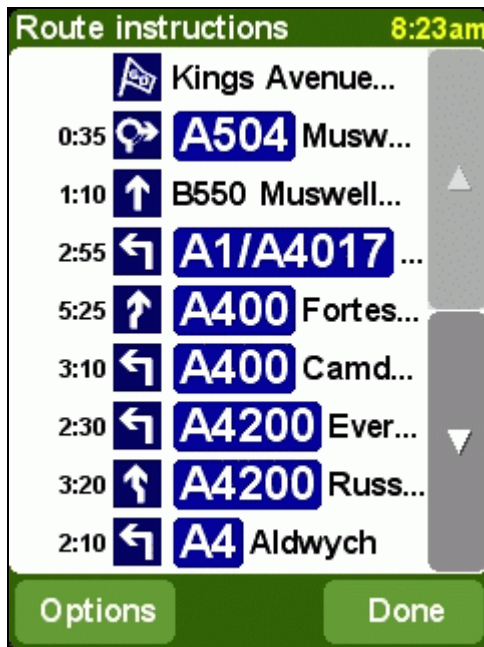 Route instructions 8:23am
Kings Avenue...
0:35 A504 Musw...
1:10 B550 Muswell...
2:55 A1/A4017 ...
5:25 A400 Fortes...
3:10 A400 Camd...
2:30 A4200 Ever...
3:20 A4200 Russ...
2:10 A4 Aldwych
Options Done